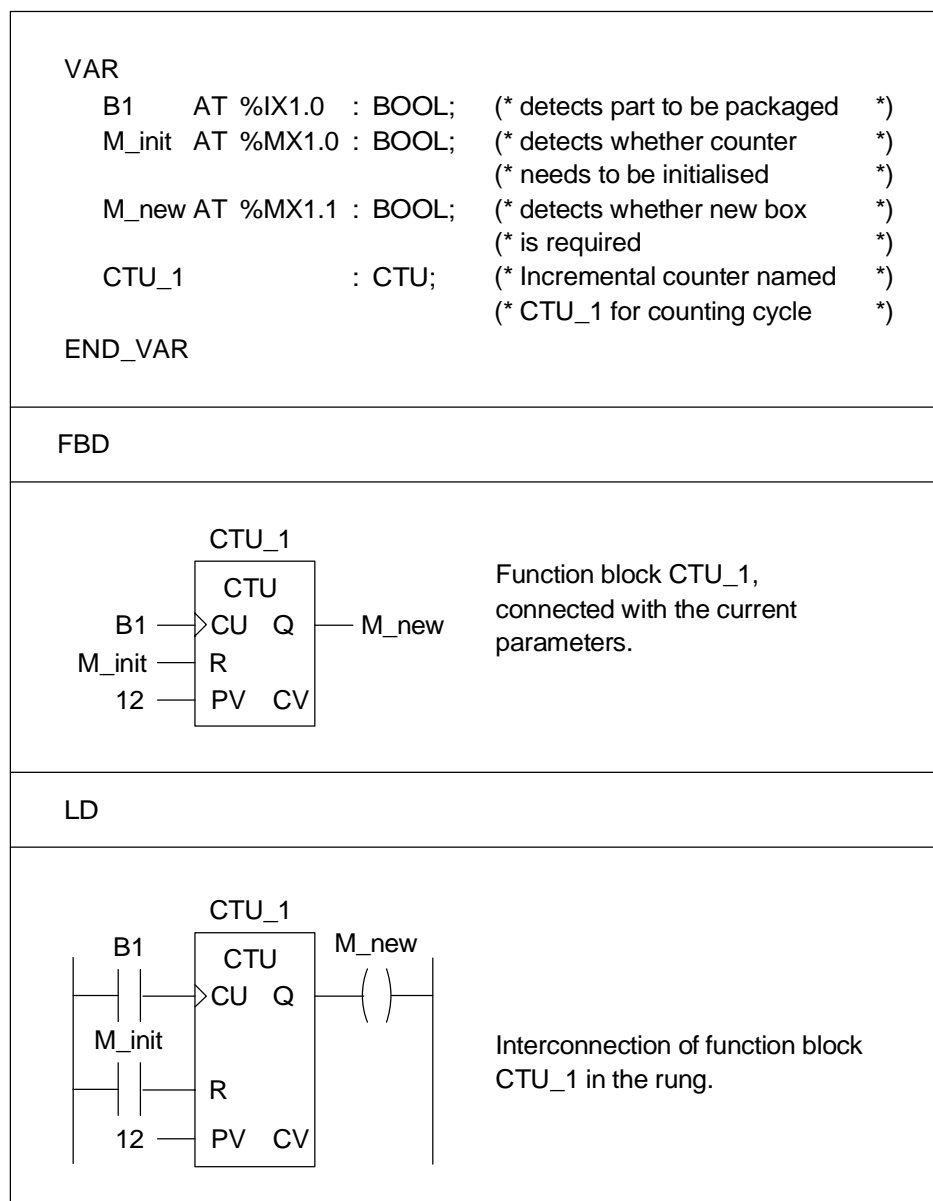 VAR
B1 AT %IX1.0 : BOOL; (* detects part to be packaged *)
M_init AT %MX1.0 : BOOL; (* detects whether counter *)
(* needs to be initialised *)
M_new AT %MX1.1 : BOOL; (* detects whether new box *)
(* is required *)
CTU_1 : CTU; (* Incremental counter named *)
(* CTU_1 for counting cycle *)
END_VAR
FBD
CTU_1
CTU
B1 CU Q M_new
M_init R
12 PV CV
Function block CTU_1,
connected with the current
parameters.
LD
CTU_1
B1 CTU M_new
CU Q
M_init
R
12 PV CV
Interconnection of function block
CTU_1 in the rung.